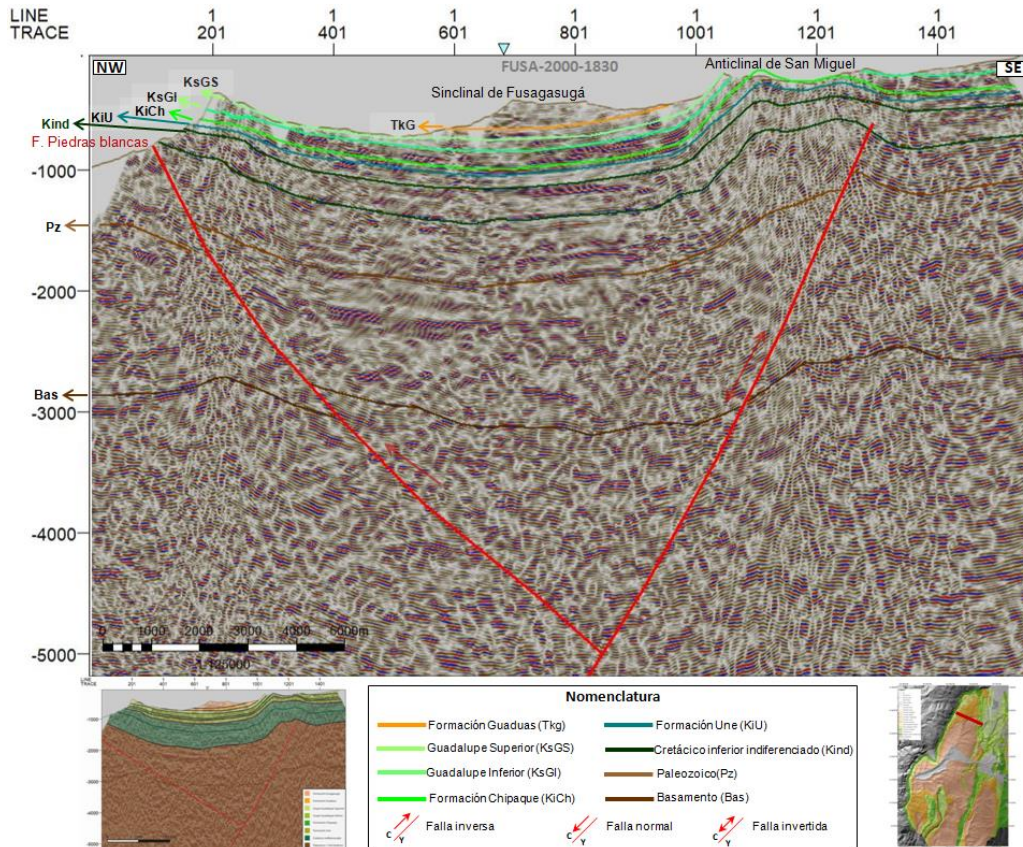 LINE 1 1 1 1 1 1 1
TRACE 201 401 601 801 1001 1201 1401
NW
FUSA-2000-1830
Anticlinal de San Miguel
SE
Sinclinal de Fusagasugá
KsGS
KsGI
KiCh
KiU
Kind
TkG
F. Piedras blancas
-1000
Pz
-2000
Bas
-3000
-4000
-5000
0 1000 2000 3000 4000 5000m
1:125000
LINE
TRACE
Nomenclatura
Formación Guaduas (Tkg)
Formación Une (KiU)
Guadalupe Superior (KsGS)
Cretácico inferior indiferenciado (Kind)
Guadalupe Inferior (KsGI)
Paleozoico(Pz)
Formación Chipaque (KiCh)
Basamento (Bas)
C Y Falla inversa
C Y Falla normal
C Y Falla invertida